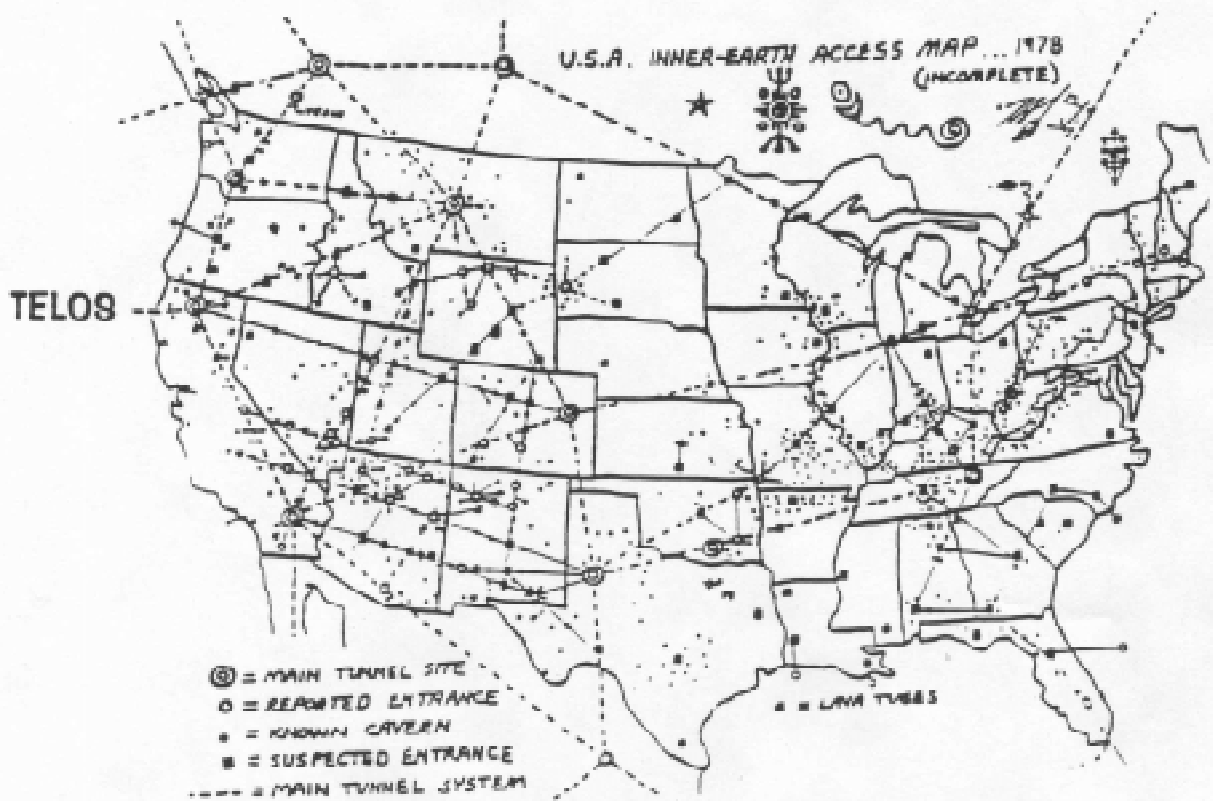 U.S.A. INNER-EARTH ACCESS MAP... 1978
(INCOMPLETE)
TELOS
= MAIN TUNNEL SITE
= REPORTED ENTRANCE
= KNOWN CAVERN
= SUSPECTED ENTRANCE
= MAIN TUNNEL SYSTEM
= LAVA TUBES